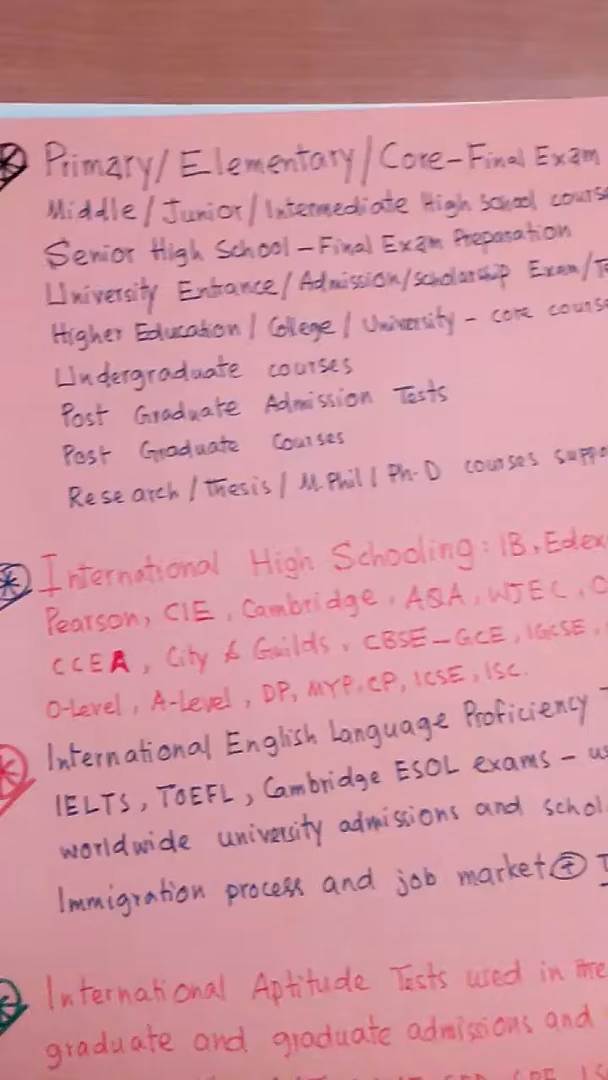 Primary/Elementary/Core-Final Exam
Middle/Junior/Intermediate High School
Senior High School - Final Exam Preparation
University Entrance/Admission/scholarship Exam/
Higher Education/College/University - core
Undergraduate courses
Post Graduate Admission Tests
Post Graduate Courses
Research/Thesis/M.Phil/Ph.D courses
International High Schooling: IB,
Pearson, CIE, Cambridge, AQA, WJEC,
CCEA, City & Guilds, CBSE-GCE, IGCSE,
O-Level, A-Level, DP, MYP, CP, ICSE, ISC.
International English Language Proficiency
IELTS, TOEFL, Cambridge ESOL exams -
worldwide university admissions and
Immigration process and job market +
International Aptitude Tests used in the
graduate and graduate admissions and